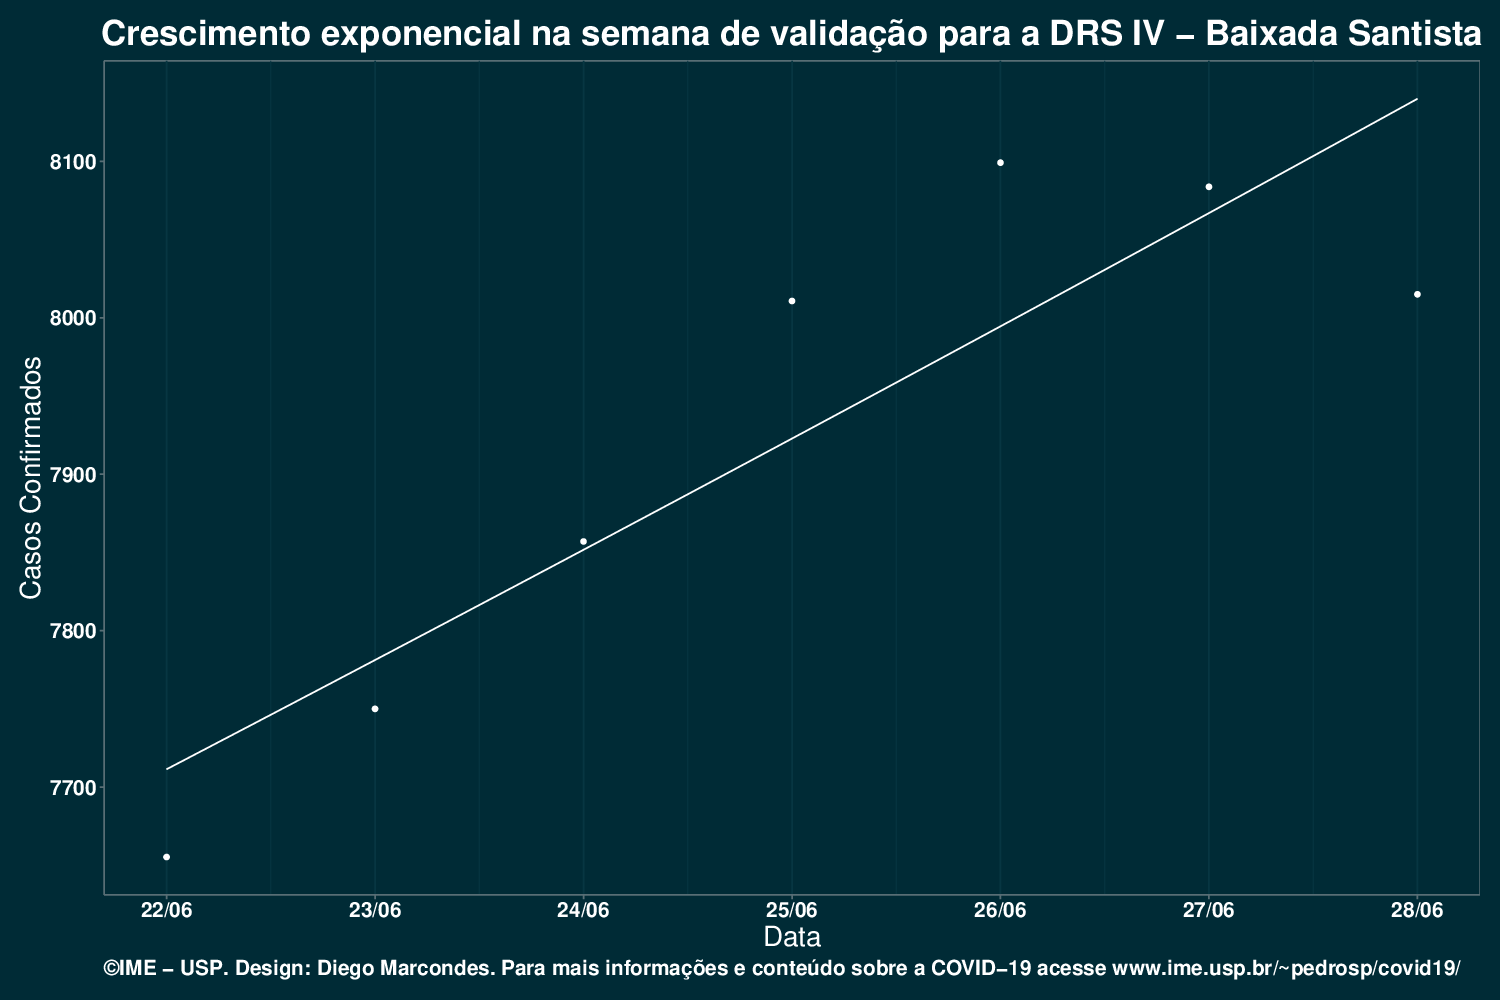 Crescimento exponencial na semana de validação para a DRS IV – Baixada Santista
8100
8000
7900
7800
7700
Casos Confirmados
22/06 23/06 24/06 25/06 26/06 27/06 28/06
Data
©IME – USP. Design: Diego Marcondes. Para mais informações e conteúdo sobre a COVID–19 acesse www.ime.usp.br/~pedrosp/covid19/